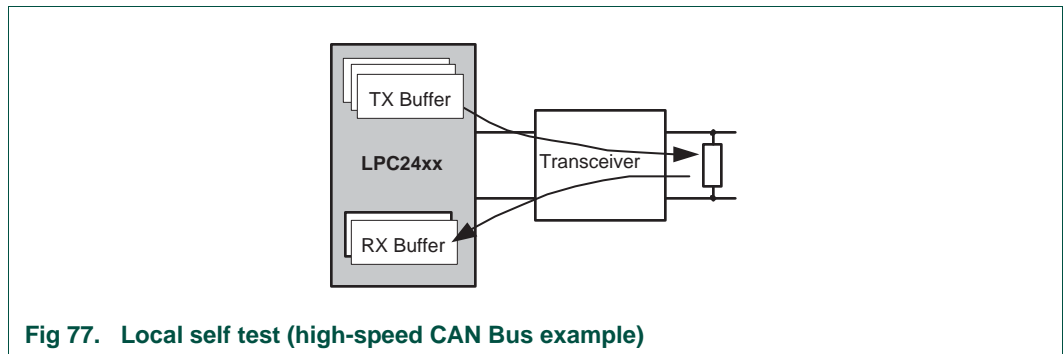 TX Buffer
LPC24xx
Transceiver
RX Buffer
Fig 77. Local self test (high-speed CAN Bus example)